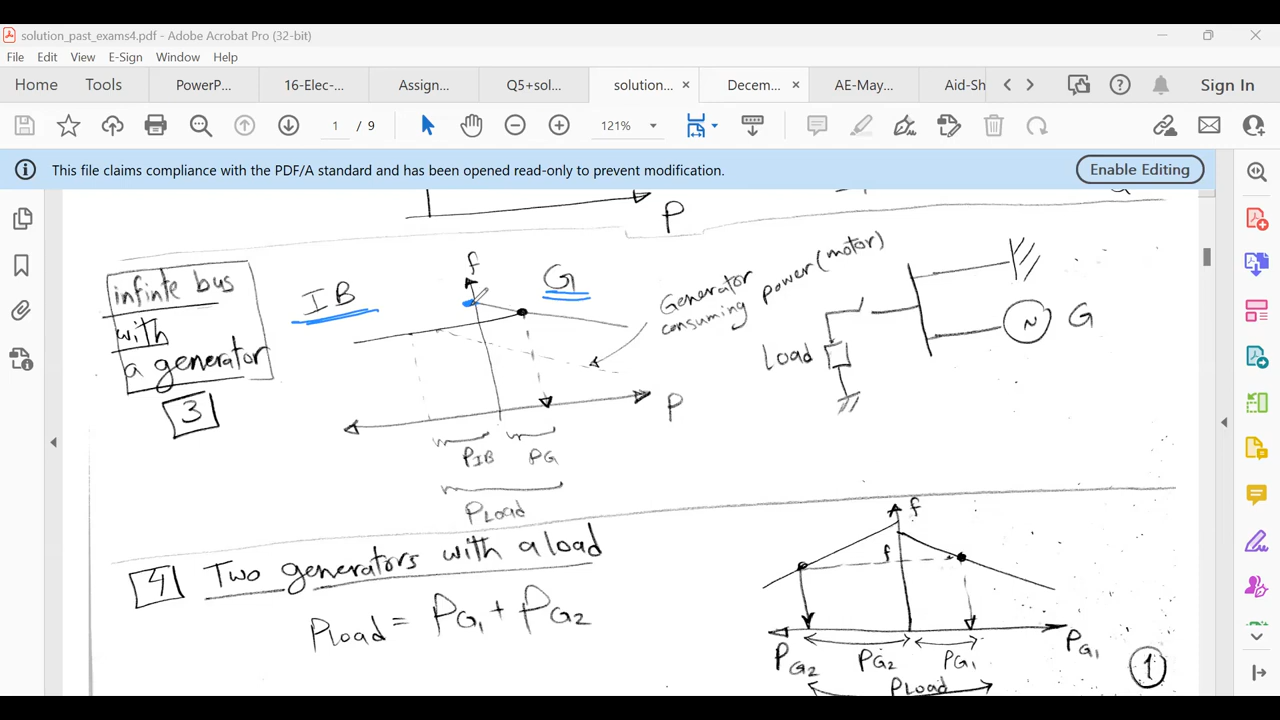 solution_past_exams4.pdf - Adobe Acrobat Pro (32-bit)
File Edit View E-Sign Window Help
Home Tools PowerP... 16-Elec-... Assign... Q5+sol... solution... × Decem... × AE-May... Aid-Sh Sign In
1 / 9 121%
This file claims compliance with the PDF/A standard and has been opened read-only to prevent modification. Enable Editing
P
infinite bus
with
a generator
3
IB
f
G
Generator
consuming power (motor)
Load
N G
P
PIB PG
PLoad
4 Two generators with a load
PLoad = PG1 + PG2
f
f
PG2 PG2 PG1 PG1
PLoad
1